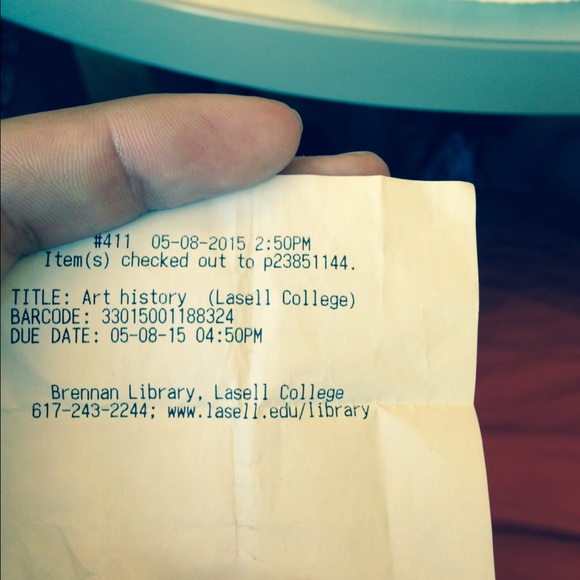 #411 05-08-2015 2:50PM
Item(s) checked out to p23851144.
TITLE: Art history (Lasell College)
BARCODE: 33015001188324
DUE DATE: 05-08-15 04:50PM
Brennan Library, Lasell College
617-243-2244; www.lasell.edu/library